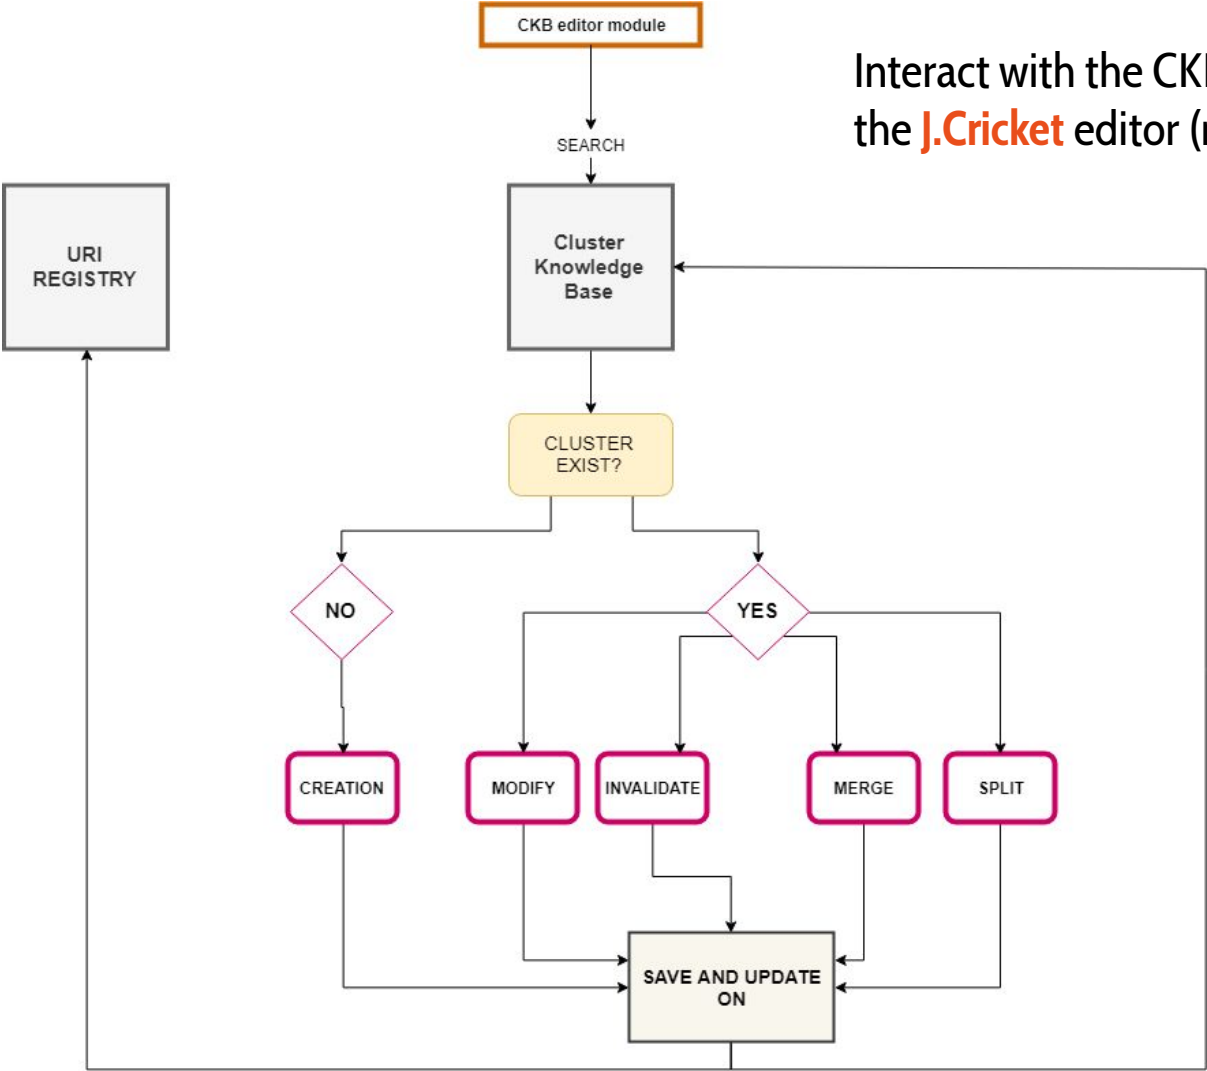 CKB editor module
Interact with the CK
the J.Cricket editor (
SEARCH
URI
REGISTRY
Cluster
Knowledge
Base
CLUSTER
EXIST?
NO
YES
CREATION
MODIFY
INVALIDATE
MERGE
SPLIT
SAVE AND UPDATE
ON